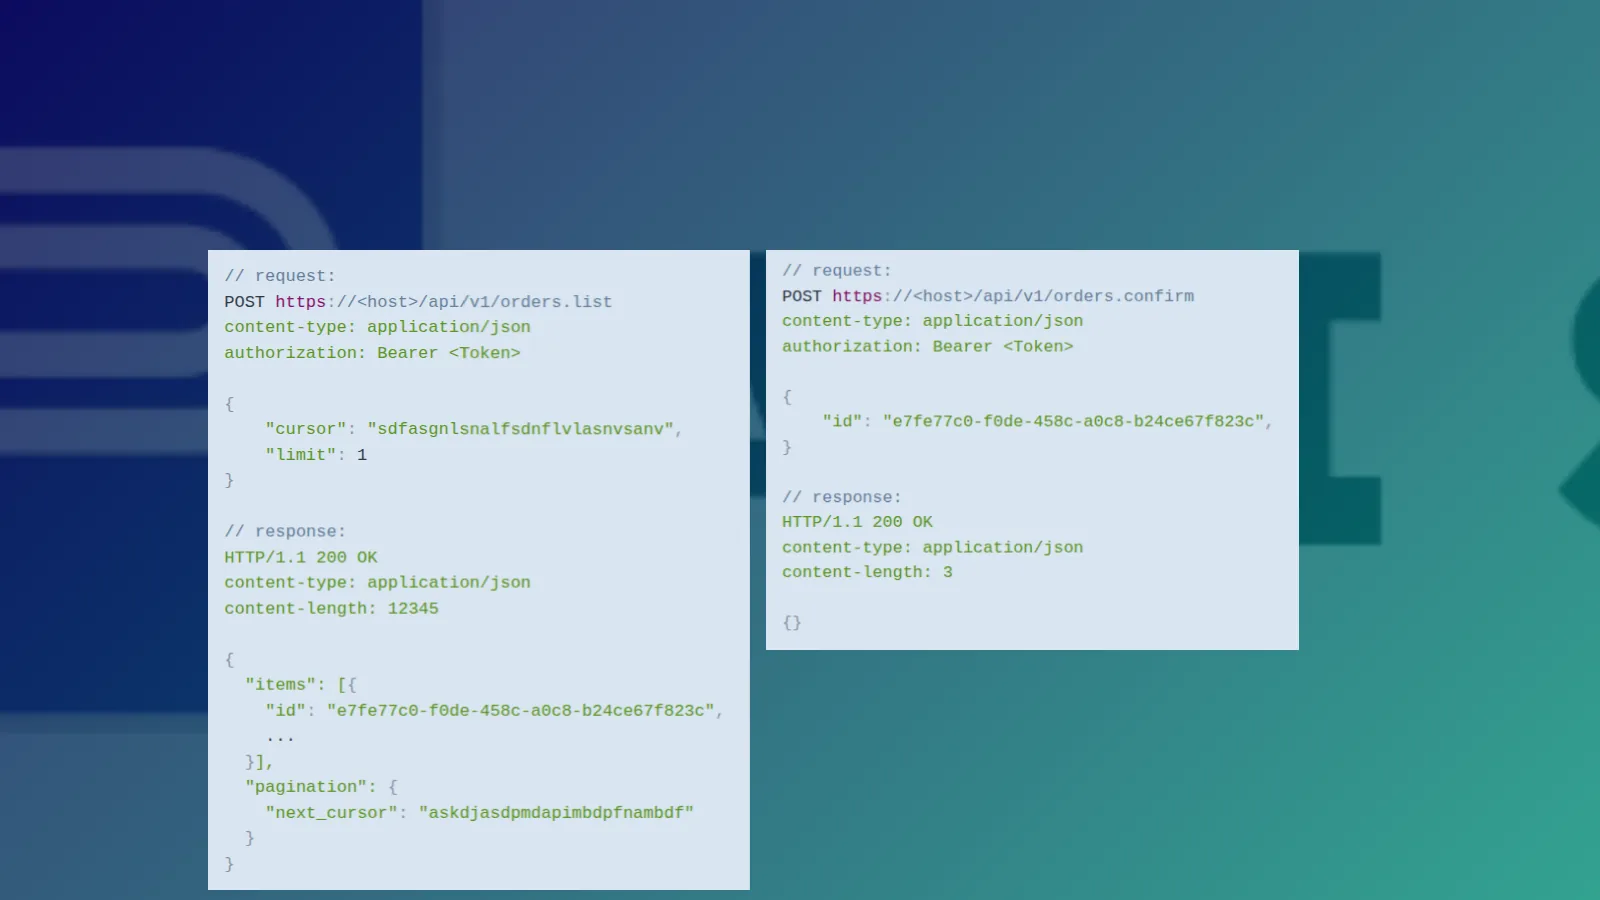 // request:
POST https://<host>/api/v1/orders.list
content-type: application/json
authorization: Bearer <Token>
{
"cursor": "sdfasgnlsnalfsdnflvlasnvsanv",
"limit": 1
}
// response:
HTTP/1.1 200 OK
content-type: application/json
content-length: 12345
{
"items": [{
"id": "e7fe77c0-f0de-458c-a0c8-b24ce67f823c",
...
}],
"pagination": {
"next_cursor": "askdjasdpmdapimbdpfnambdf"
}
}
// request:
POST https://<host>/api/v1/orders.confirm
content-type: application/json
authorization: Bearer <Token>
{
"id": "e7fe77c0-f0de-458c-a0c8-b24ce67f823c",
}
// response:
HTTP/1.1 200 OK
content-type: application/json
content-length: 3
{}